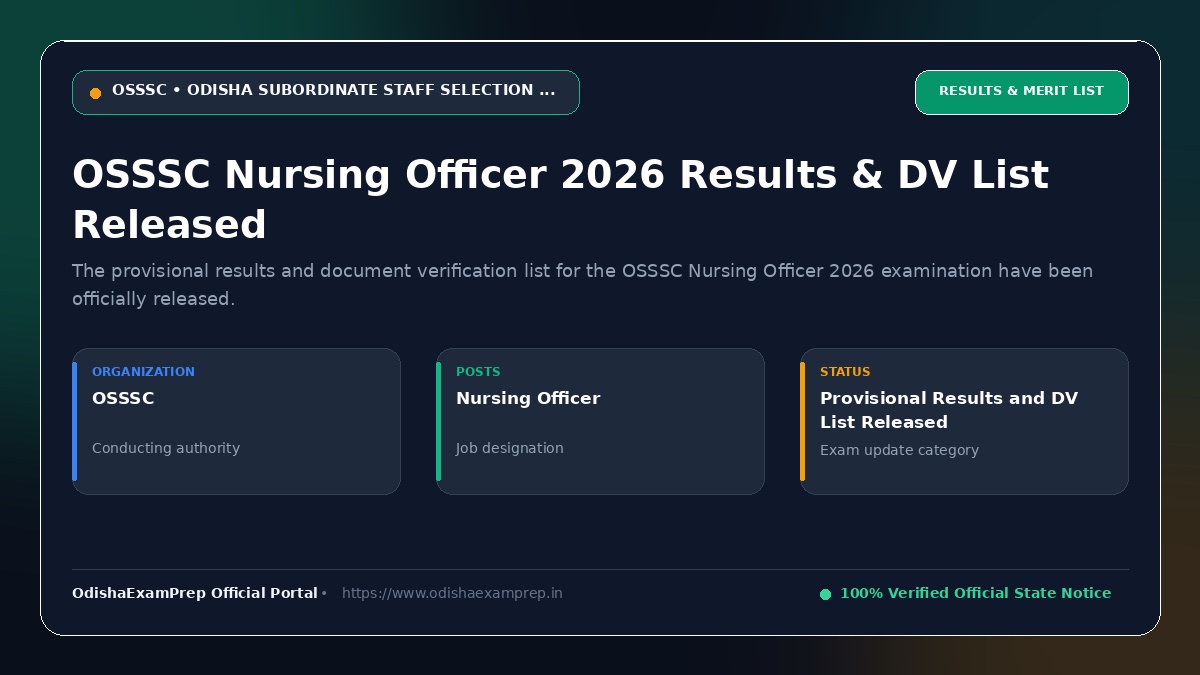 OSSSC • ODISHA SUBORDINATE STAFF SELECTION ...
RESULTS & MERIT LIST
OSSSC Nursing Officer 2026 Results & DV List
Released
The provisional results and document verification list for the OSSSC Nursing Officer 2026 examination have been
officially released.
ORGANIZATION
OSSSC
Conducting authority
POSTS
Nursing Officer
Job designation
STATUS
Provisional Results and DV
List Released
Exam update category
OdishaExamPrep Official Portal • https://www.odishaexamprep.in
100% Verified Official State Notice